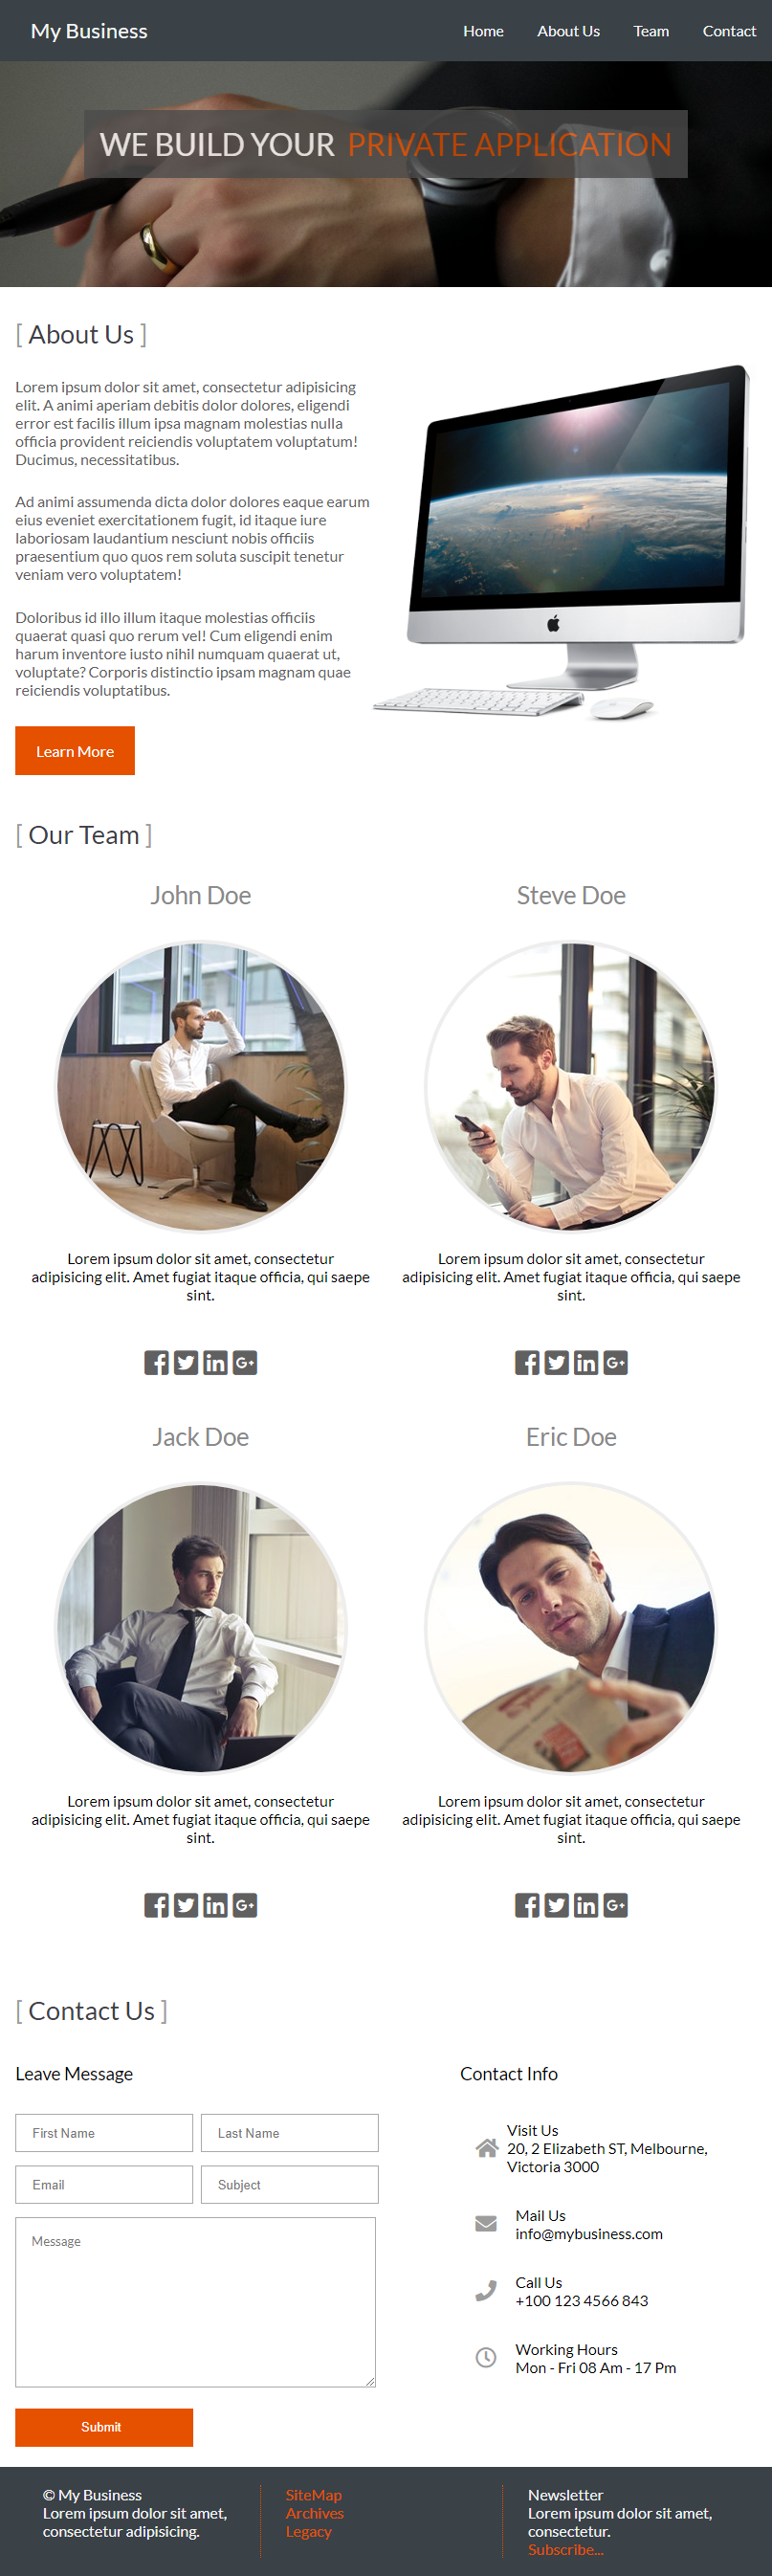 My Business
Home About Us Team Contact
WE BUILD YOUR PRIVATE APPLICATION
[ About Us ]
Lorem ipsum dolor sit amet, consectetur adipisicing
elit. A animi aperiam debitis dolor dolores, eligendi
error est facilis illum ipsa magnam molestias nulla
officia provident reiciendis voluptatem voluptatum!
Ducimus, necessitatibus.
Ad animi assumenda dicta dolor dolores eaque earum
eius eveniet exercitationem fugit, id itaque iure
laboriosam laudantium nesciunt nobis officiis
praesentium quo quos rem soluta suscipit tenetur
veniam vero voluptatem!
Doloribus id illo illum itaque molestias officiis
quaerat quasi quo rerum vel! Cum eligendi enim
harum inventore iusto nihil numquam quaerat ut,
voluptate? Corporis distinctio ipsam magnam quae
reiciendis voluptatibus.
Learn More
[ Our Team ]
John Doe
Lorem ipsum dolor sit amet, consectetur
adipisicing elit. Amet fugiat itaque officia, qui saepe
sint.
Steve Doe
Lorem ipsum dolor sit amet, consectetur
adipisicing elit. Amet fugiat itaque officia, qui saepe
sint.
Jack Doe
Lorem ipsum dolor sit amet, consectetur
adipisicing elit. Amet fugiat itaque officia, qui saepe
sint.
Eric Doe
Lorem ipsum dolor sit amet, consectetur
adipisicing elit. Amet fugiat itaque officia, qui saepe
sint.
[ Contact Us ]
Leave Message
First Name
Last Name
Email
Subject
Message
Submit
Contact Info
Visit Us
20, 2 Elizabeth ST, Melbourne,
Victoria 3000
Mail Us
info@mybusiness.com
Call Us
+100 123 4566 843
Working Hours
Mon - Fri 08 Am - 17 Pm
© My Business
Lorem ipsum dolor sit amet,
consectetur adipisicing.
SiteMap
Archives
Legacy
Newsletter
Lorem ipsum dolor sit amet,
consectetur.
Subscribe...